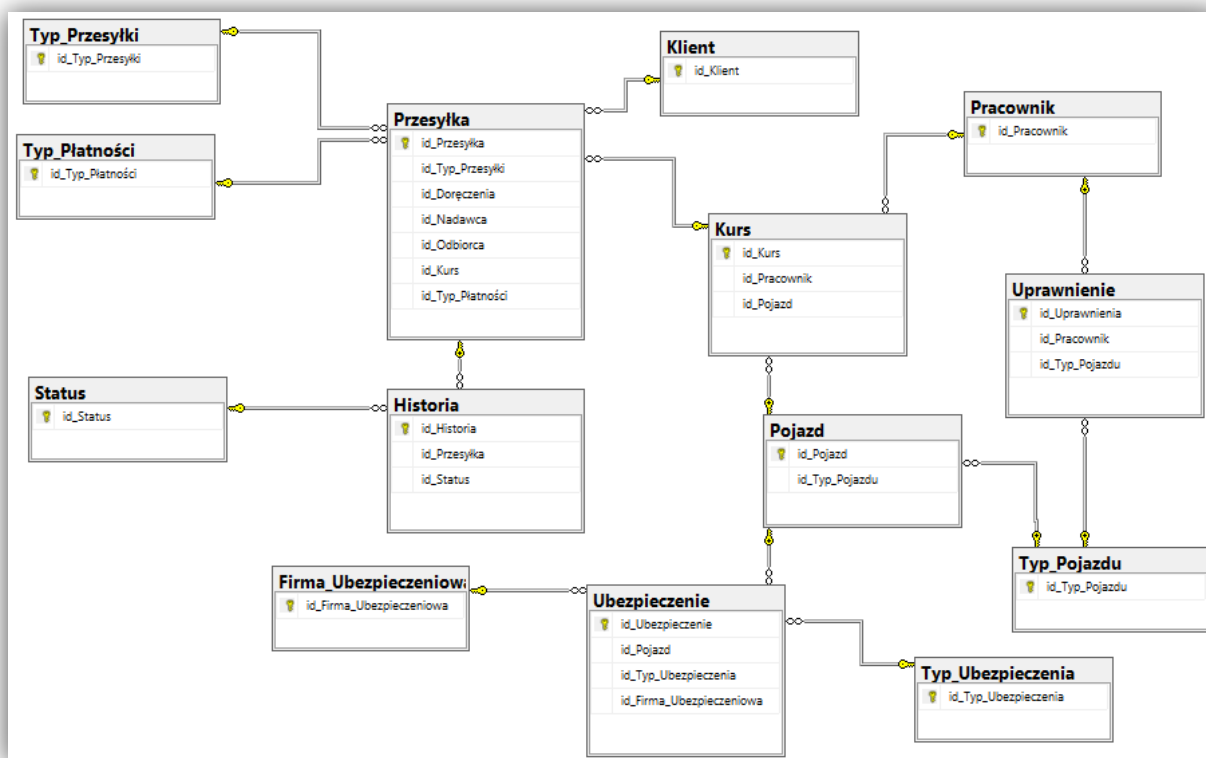 Typ_Przesyłki
id_Typ_Przesyłki
Typ_Płatności
id_Typ_Płatności
Przesyłka
id_Przesyłka
id_Typ_Przesyłki
id_Doręczenia
id_Nadawca
id_Odbiorca
id_Kurs
id_Typ_Płatności
Klient
id_Klient
Pracownik
id_Pracownik
Kurs
id_Kurs
id_Pracownik
id_Pojazd
Uprawnienie
id_Uprawnienia
id_Pracownik
id_Typ_Pojazdu
Status
id_Status
Historia
id_Historia
id_Przesyłka
id_Status
Pojazd
id_Pojazd
id_Typ_Pojazdu
Typ_Pojazdu
id_Typ_Pojazdu
Firma_Ubezpieczeniowa
id_Firma_Ubezpieczeniowa
Ubezpieczenie
id_Ubezpieczenie
id_Pojazd
id_Typ_Ubezpieczenia
id_Firma_Ubezpieczeniowa
Typ_Ubezpieczenia
id_Typ_Ubezpieczenia